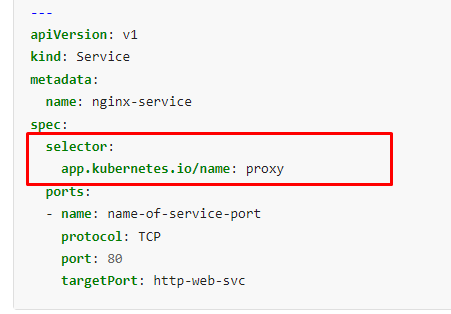 ---
apiVersion: v1
kind: Service
metadata:
  name: nginx-service
spec:
  selector:
    app.kubernetes.io/name: proxy
  ports:
  - name: name-of-service-port
    protocol: TCP
    port: 80
    targetPort: http-web-svc